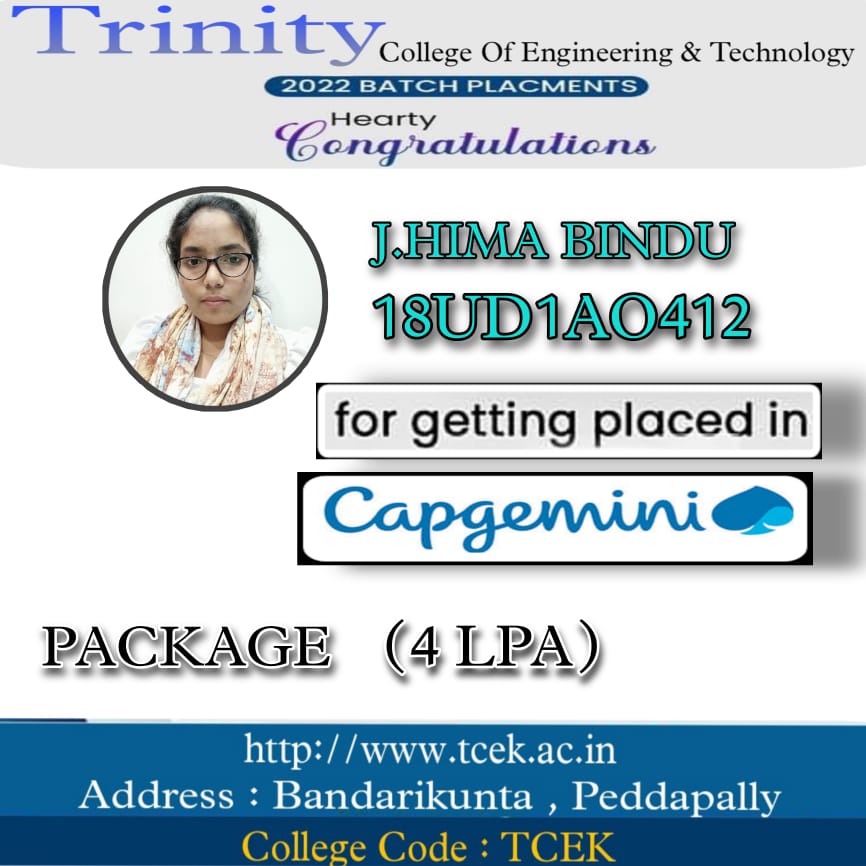 Trinity College Of Engineering & Technology
2022 BATCH PLACMENTS
Hearty
Congratulations
J.HIMA BINDU
18UD1AO412
for getting placed in
Capgemini
PACKAGE (4 LPA)
http://www.tcek.ac.in
Address : Bandarikunta , Peddapally
College Code : TCEK